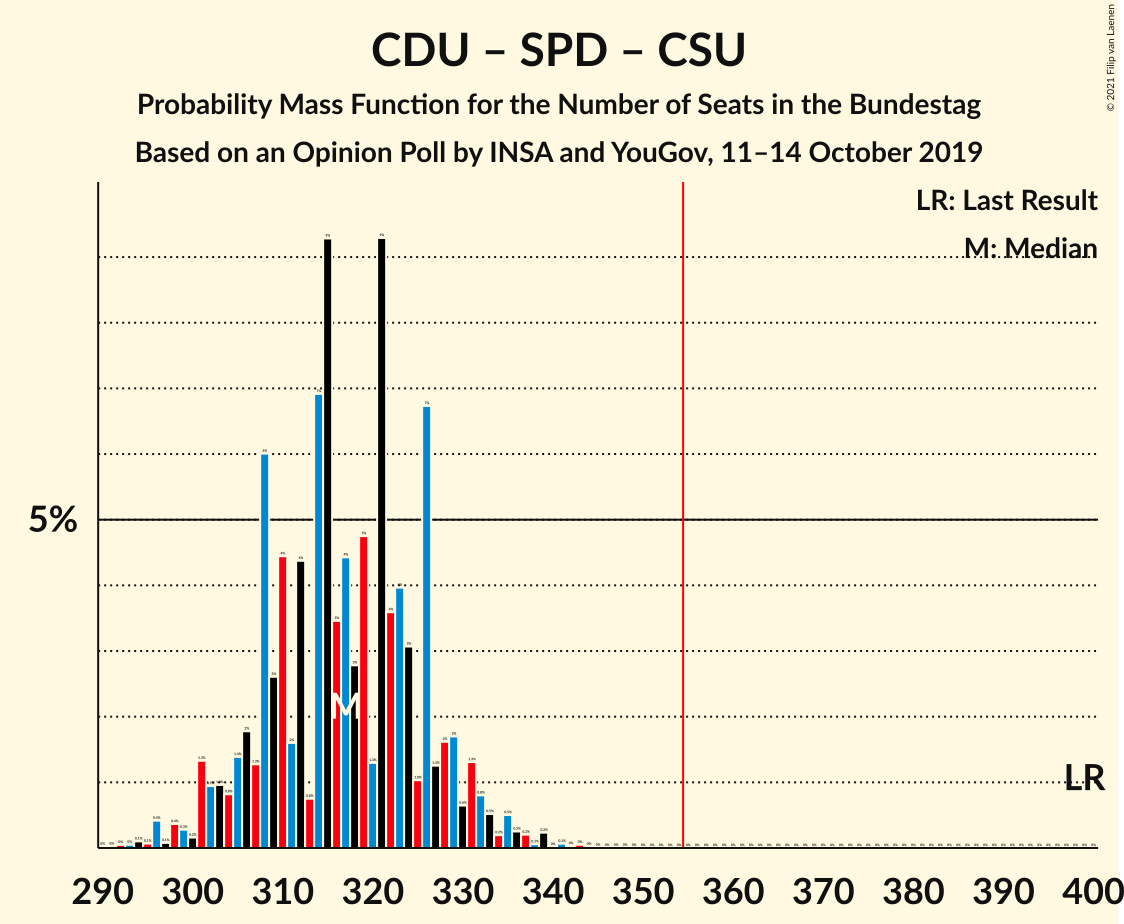 CDU – SPD – CSU
Probability Mass Function for the Number of Seats in the Bundestag
Based on an Opinion Poll by INSA and YouGov, 11–14 October 2019
© 2021 Filip van Laenen
LR: Last Result
M: Median
5%
M
LR
290 300 310 320 330 340 350 360 370 380 390 400